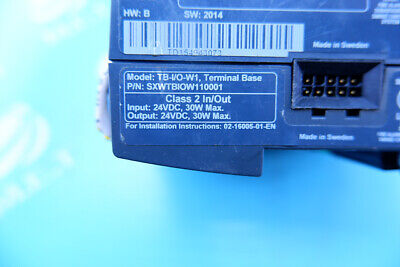 HW: B SW: 2014
Made in Sweden
Model: TB-I/O-W1, Terminal Base
P/N: SXWTBIOW110001
Class 2 In/Out
Input: 24VDC, 30W Max.
Output: 24VDC, 30W Max.
For Installation Instructions: 02-16005-01-EN
Made in Sweden